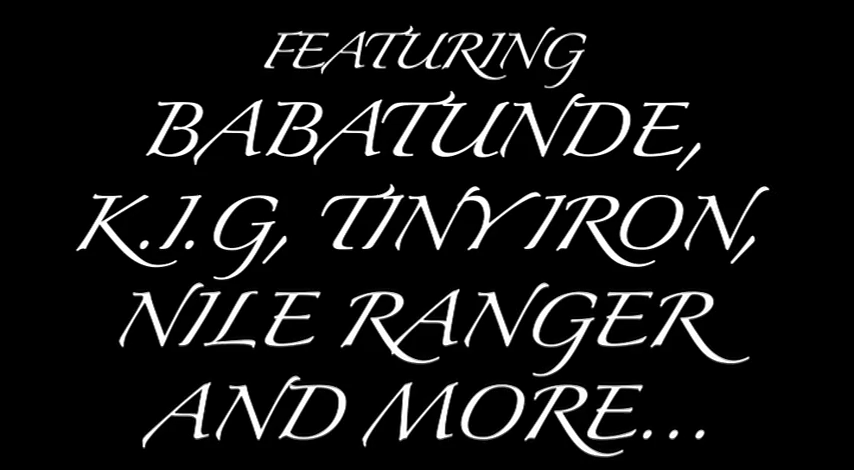 FEATURING
BABATUNDE,
K.I.G, TINY IRON,
NILE RANGER
AND MORE...